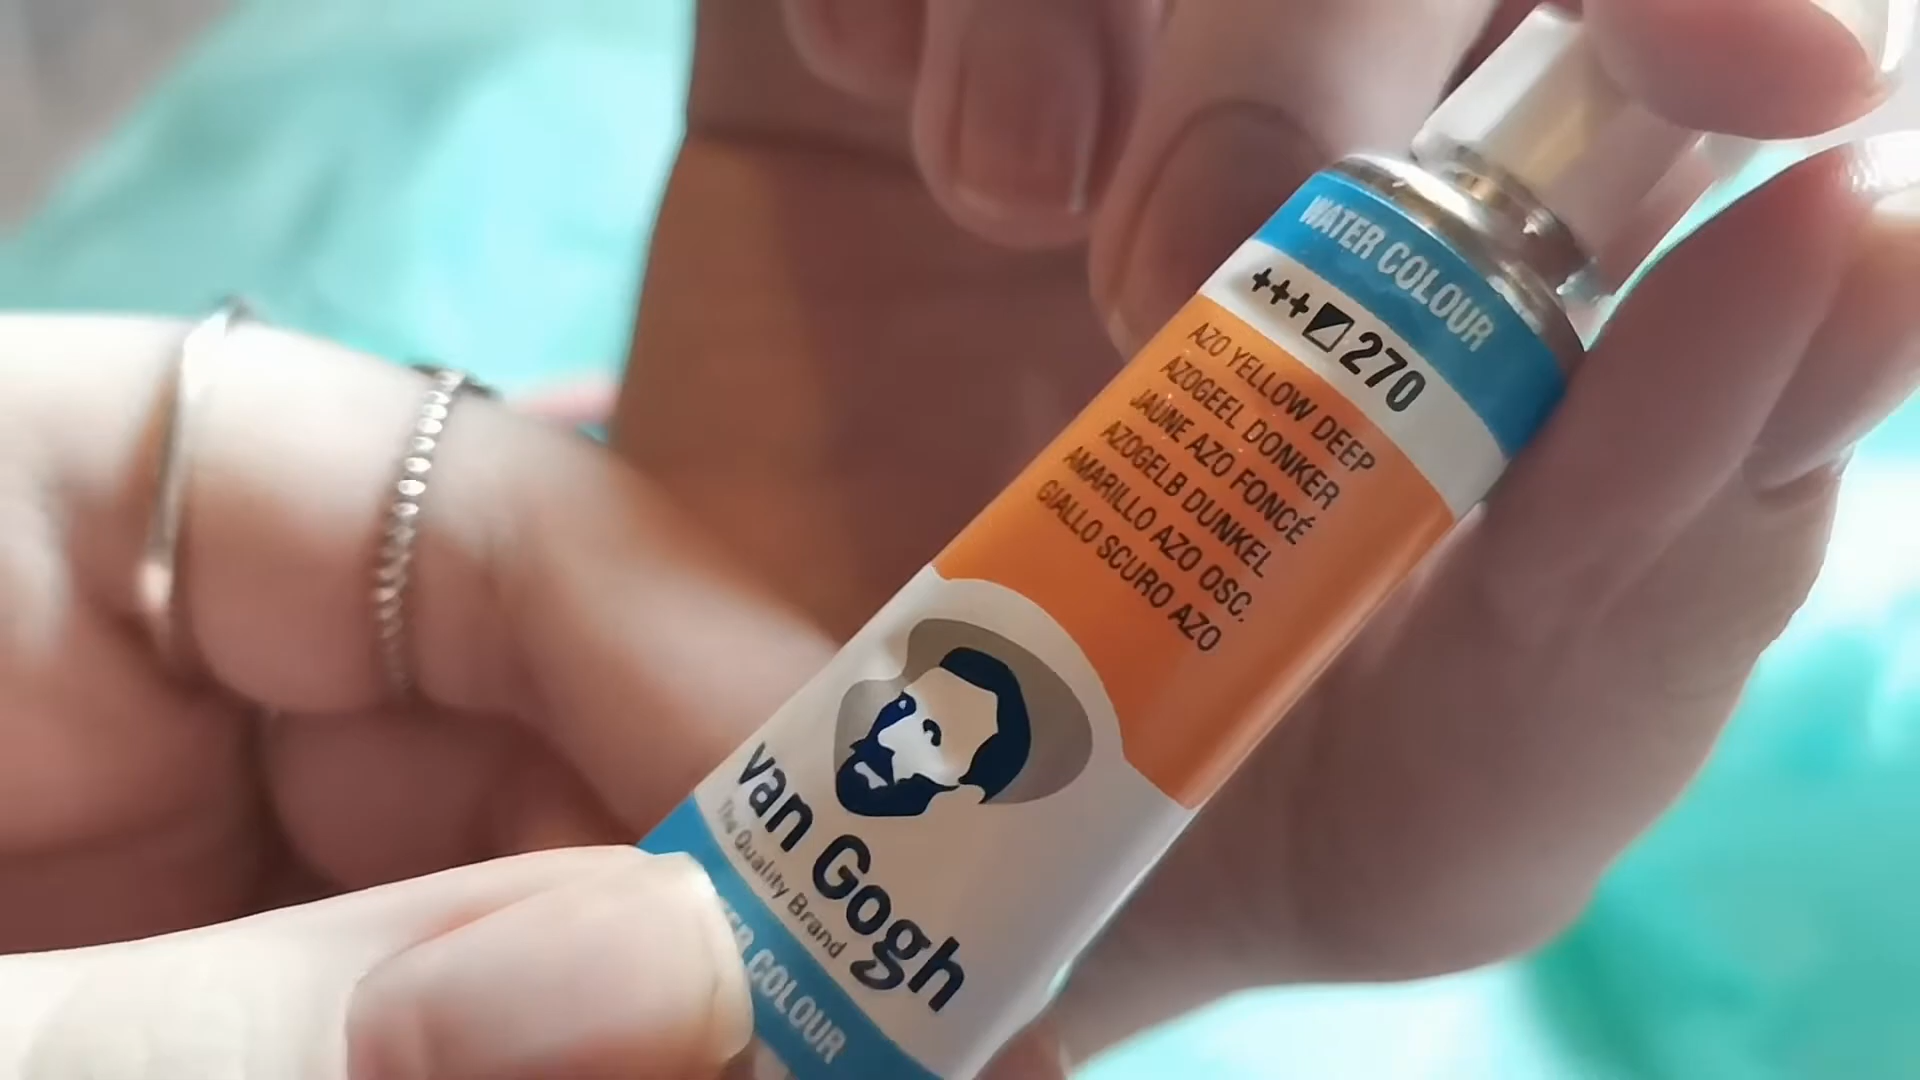 WATER COLOUR
+++ 270
AZO YELLOW DEEP
AZOGEEL DONKER
JAUNE AZO FONCÉ
AZOGELB DUNKEL
AMARILLO AZO OSC.
GIALLO SCURO AZO
van Gogh
The Quality Brand
COLOUR